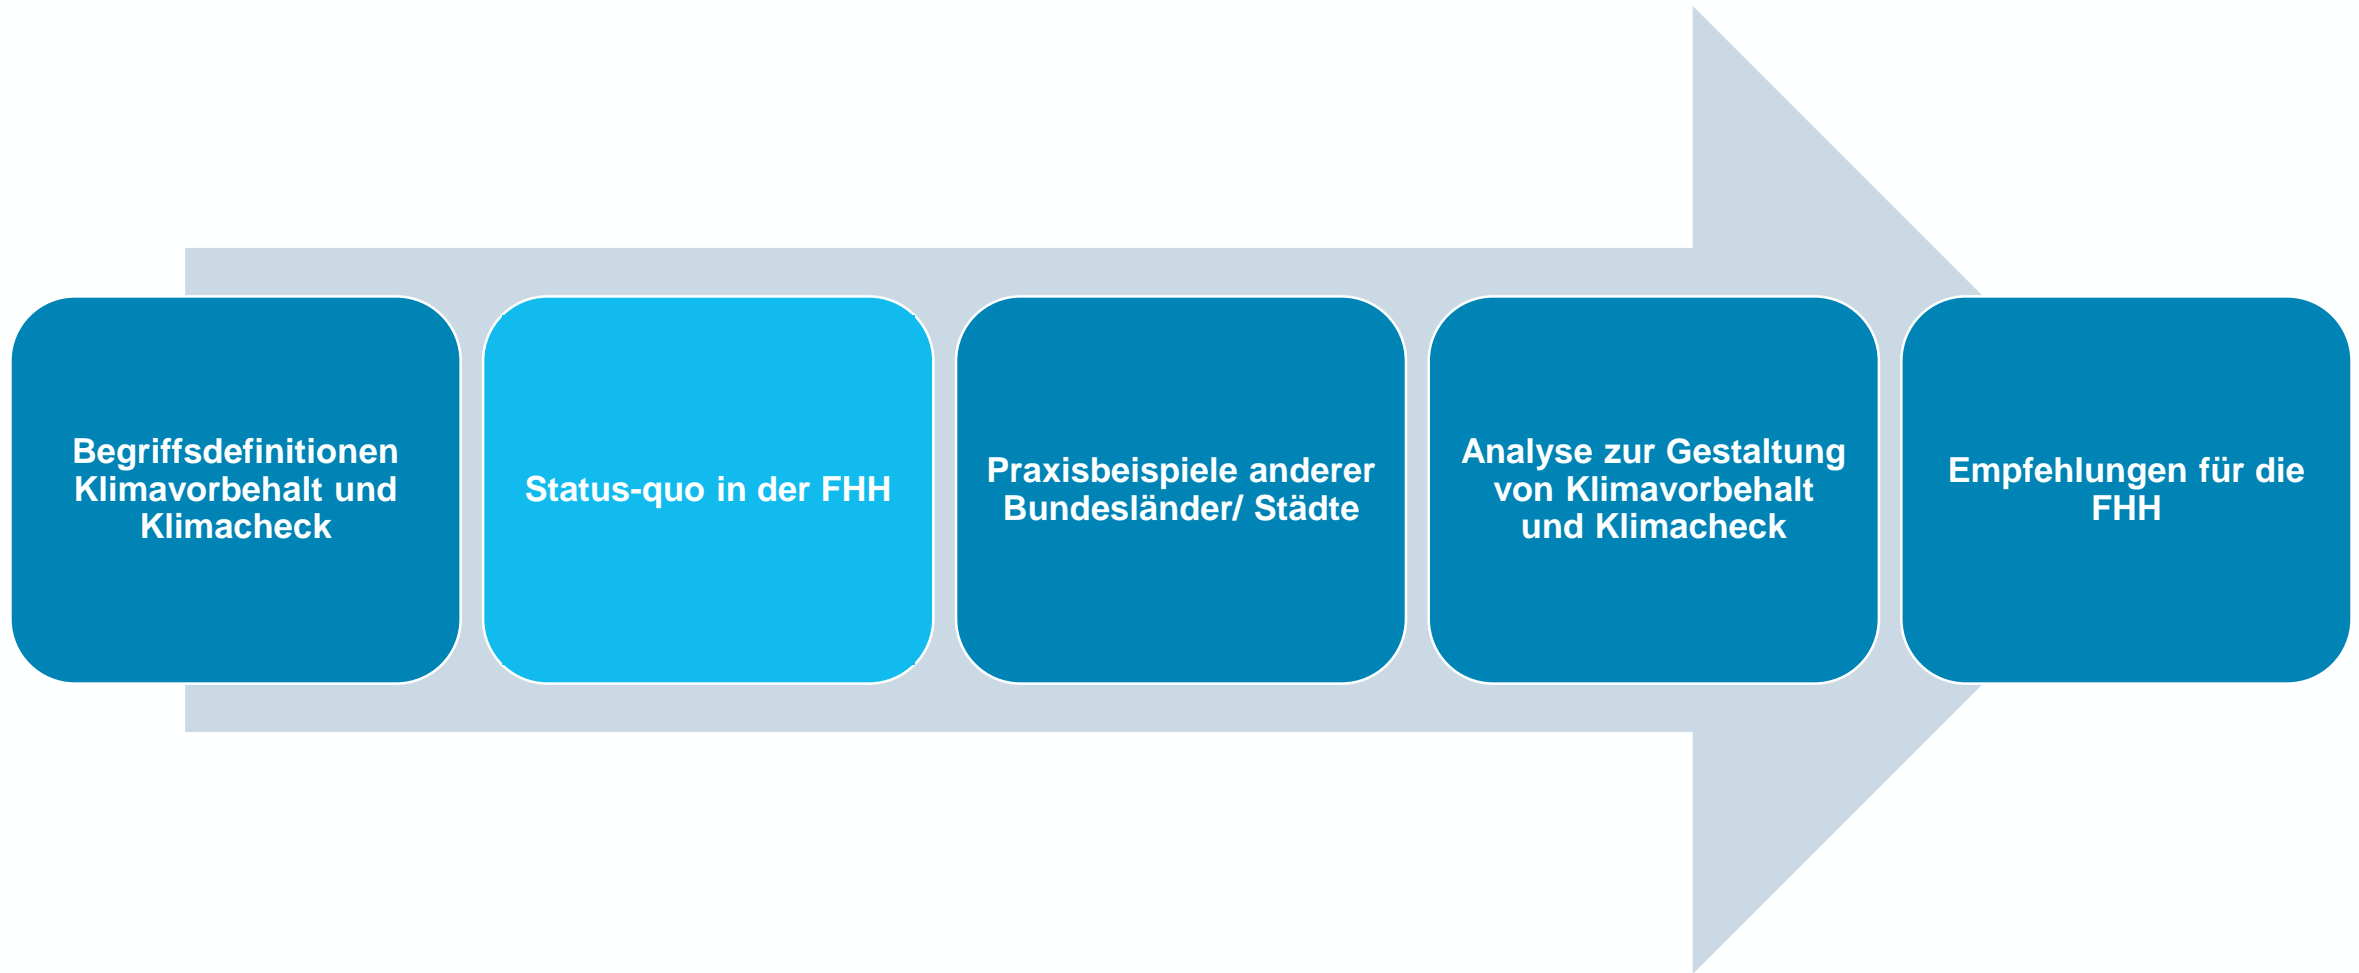 Begriffsdefinitionen
Klimavorbehalt und
Klimacheck
Status-quo in der FHH
Praxisbeispiele anderer
Bundesländer/ Städte
Analyse zur Gestaltung
von Klimavorbehalt
und Klimacheck
Empfehlungen für die
FHH